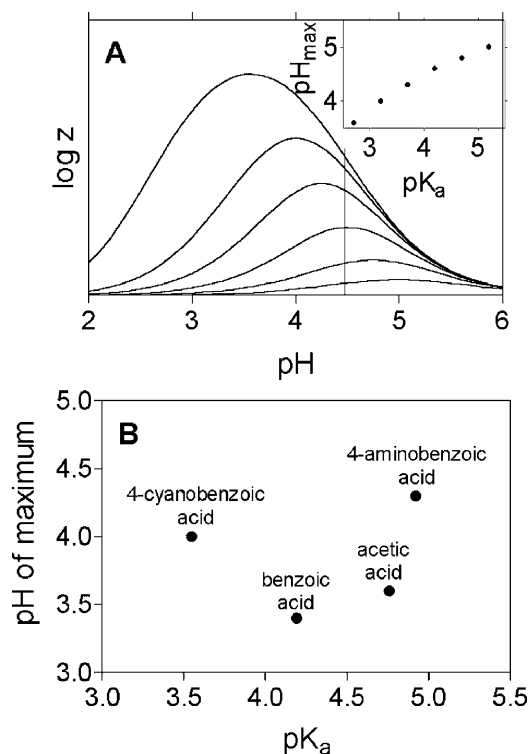 A
log z
2 3 4 5 6
pH
pHmax
5
4
3 4 5
pKa
B
pH of maximum
5.0
4.5
4.0
3.5
3.0
4-cyanobenzoic
acid
benzoic
acid
4-aminobenzoic
acid
acetic
acid
3.0 3.5 4.0 4.5 5.0 5.5
pKa